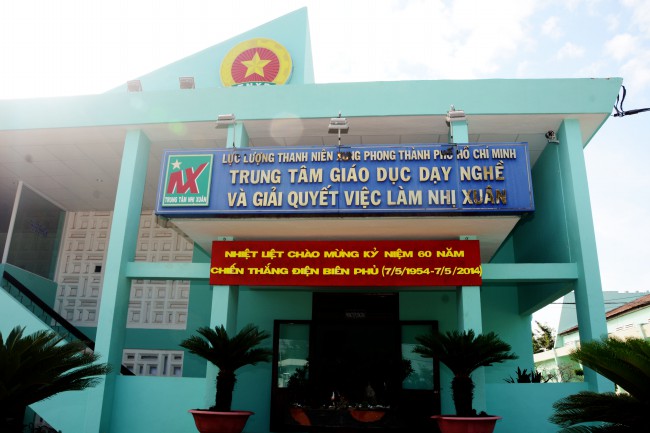 LỰC LƯỢNG THANH NIÊN XUNG PHONG THÀNH PHỐ HỒ CHÍ MINH
TRUNG TÂM GIÁO DỤC DẠY NGHỀ
VÀ GIẢI QUYẾT VIỆC LÀM NHỊ XUÂN
NX
TRUNG TÂM NHỊ XUÂN
NHIỆT LIỆT CHÀO MỪNG KỶ NIỆM 60 NĂM
CHIẾN THẮNG ĐIỆN BIÊN PHỦ (7/5/1954-7/5/2014)